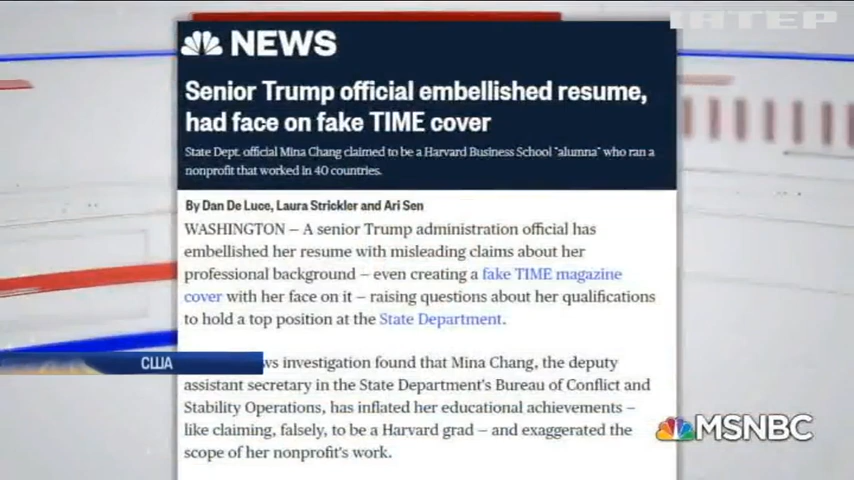 ІНТЕР
NEWS
Senior Trump official embellished resume,
had face on fake TIME cover
State Dept. official Mina Chang claimed to be a Harvard Business School "alumna" who ran a
nonprofit that worked in 40 countries.
By Dan De Luce, Laura Strickler and Ari Sen
WASHINGTON — A senior Trump administration official has
embellished her resume with misleading claims about her
professional background — even creating a fake TIME magazine
cover with her face on it — raising questions about her qualifications
to hold a top position at the State Department.
США
ws investigation found that Mina Chang, the deputy
assistant secretary in the State Department's Bureau of Conflict and
Stability Operations, has inflated her educational achievements —
like claiming, falsely, to be a Harvard grad — and exaggerated the
scope of her nonprofit's work.
MSNBC